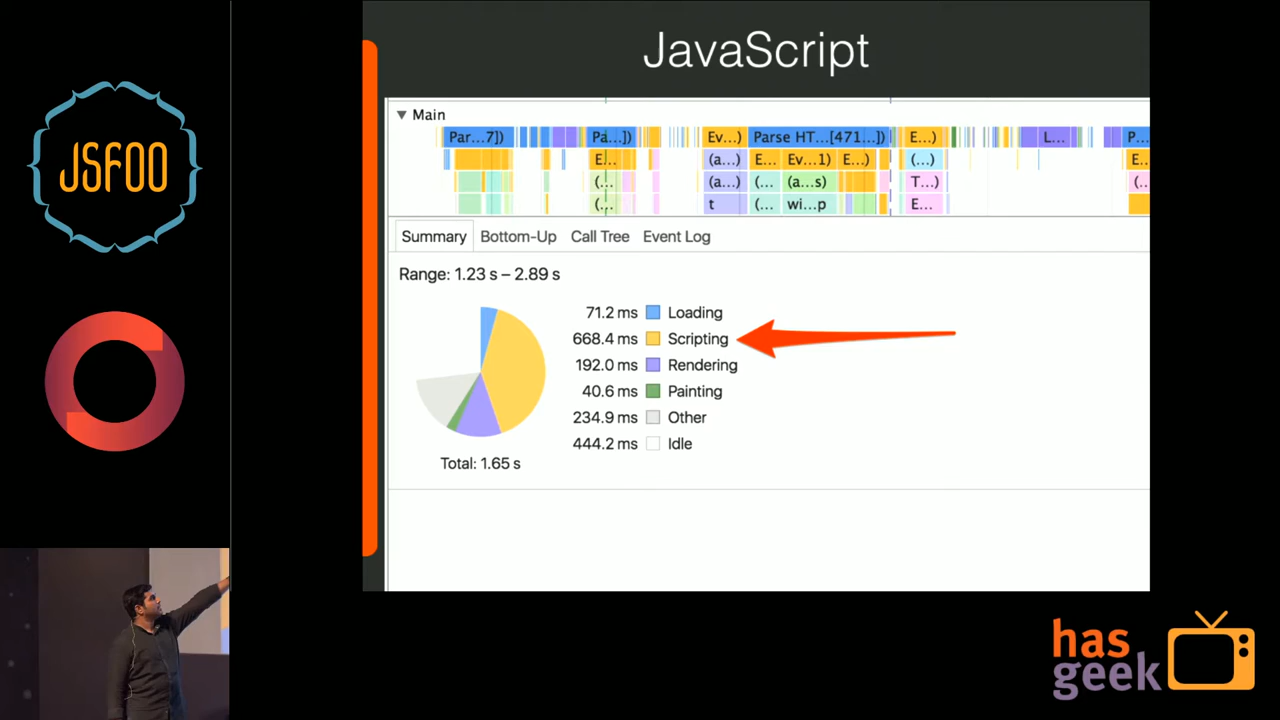 JSFOO
JavaScript
▼ Main
Par...7])
Pa...])
Ev...)
Parse HT...[471...])
E...)
L...
P...
E...
(a...)
E...
Ev...1)
E...)
(...)
E...
(...
(a...)
(...
(a...s)
T...)
(...
(...
t
(...
wi...p
E...
Summary Bottom-Up Call Tree Event Log
Range: 1.23 s – 2.89 s
71.2 ms Loading
668.4 ms Scripting
192.0 ms Rendering
40.6 ms Painting
234.9 ms Other
444.2 ms Idle
Total: 1.65 s
has
geek